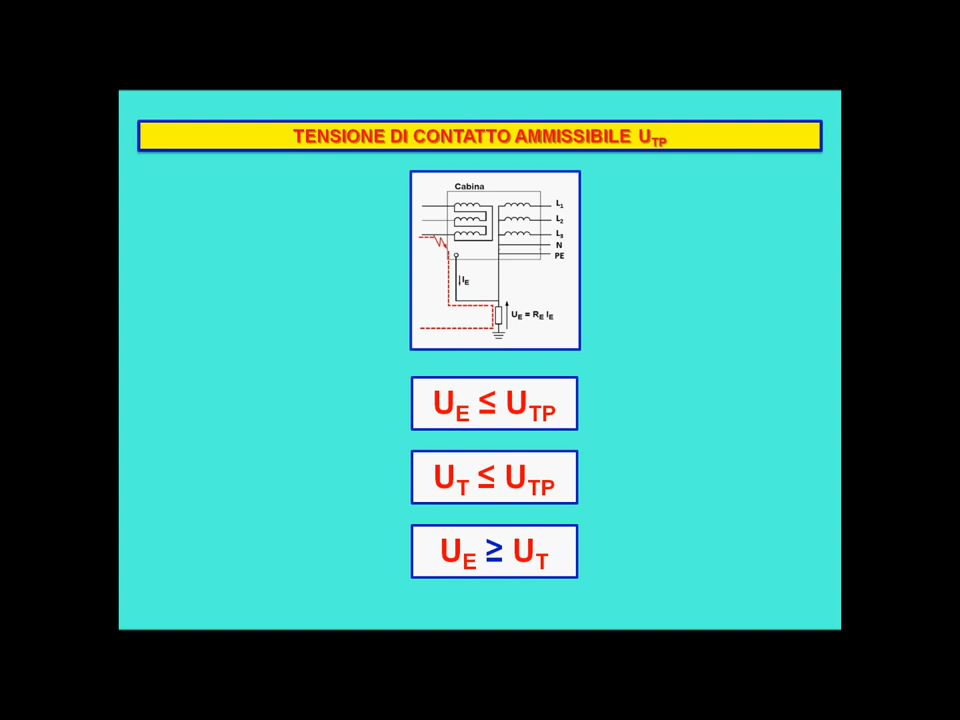 TENSIONE DI CONTATTO AMMISSIBILE U_TP
Cabina
L1
L2
L3
N
PE
IE
UE = RE IE
UE ≤ UTP
UT ≤ UTP
UE ≥ UT